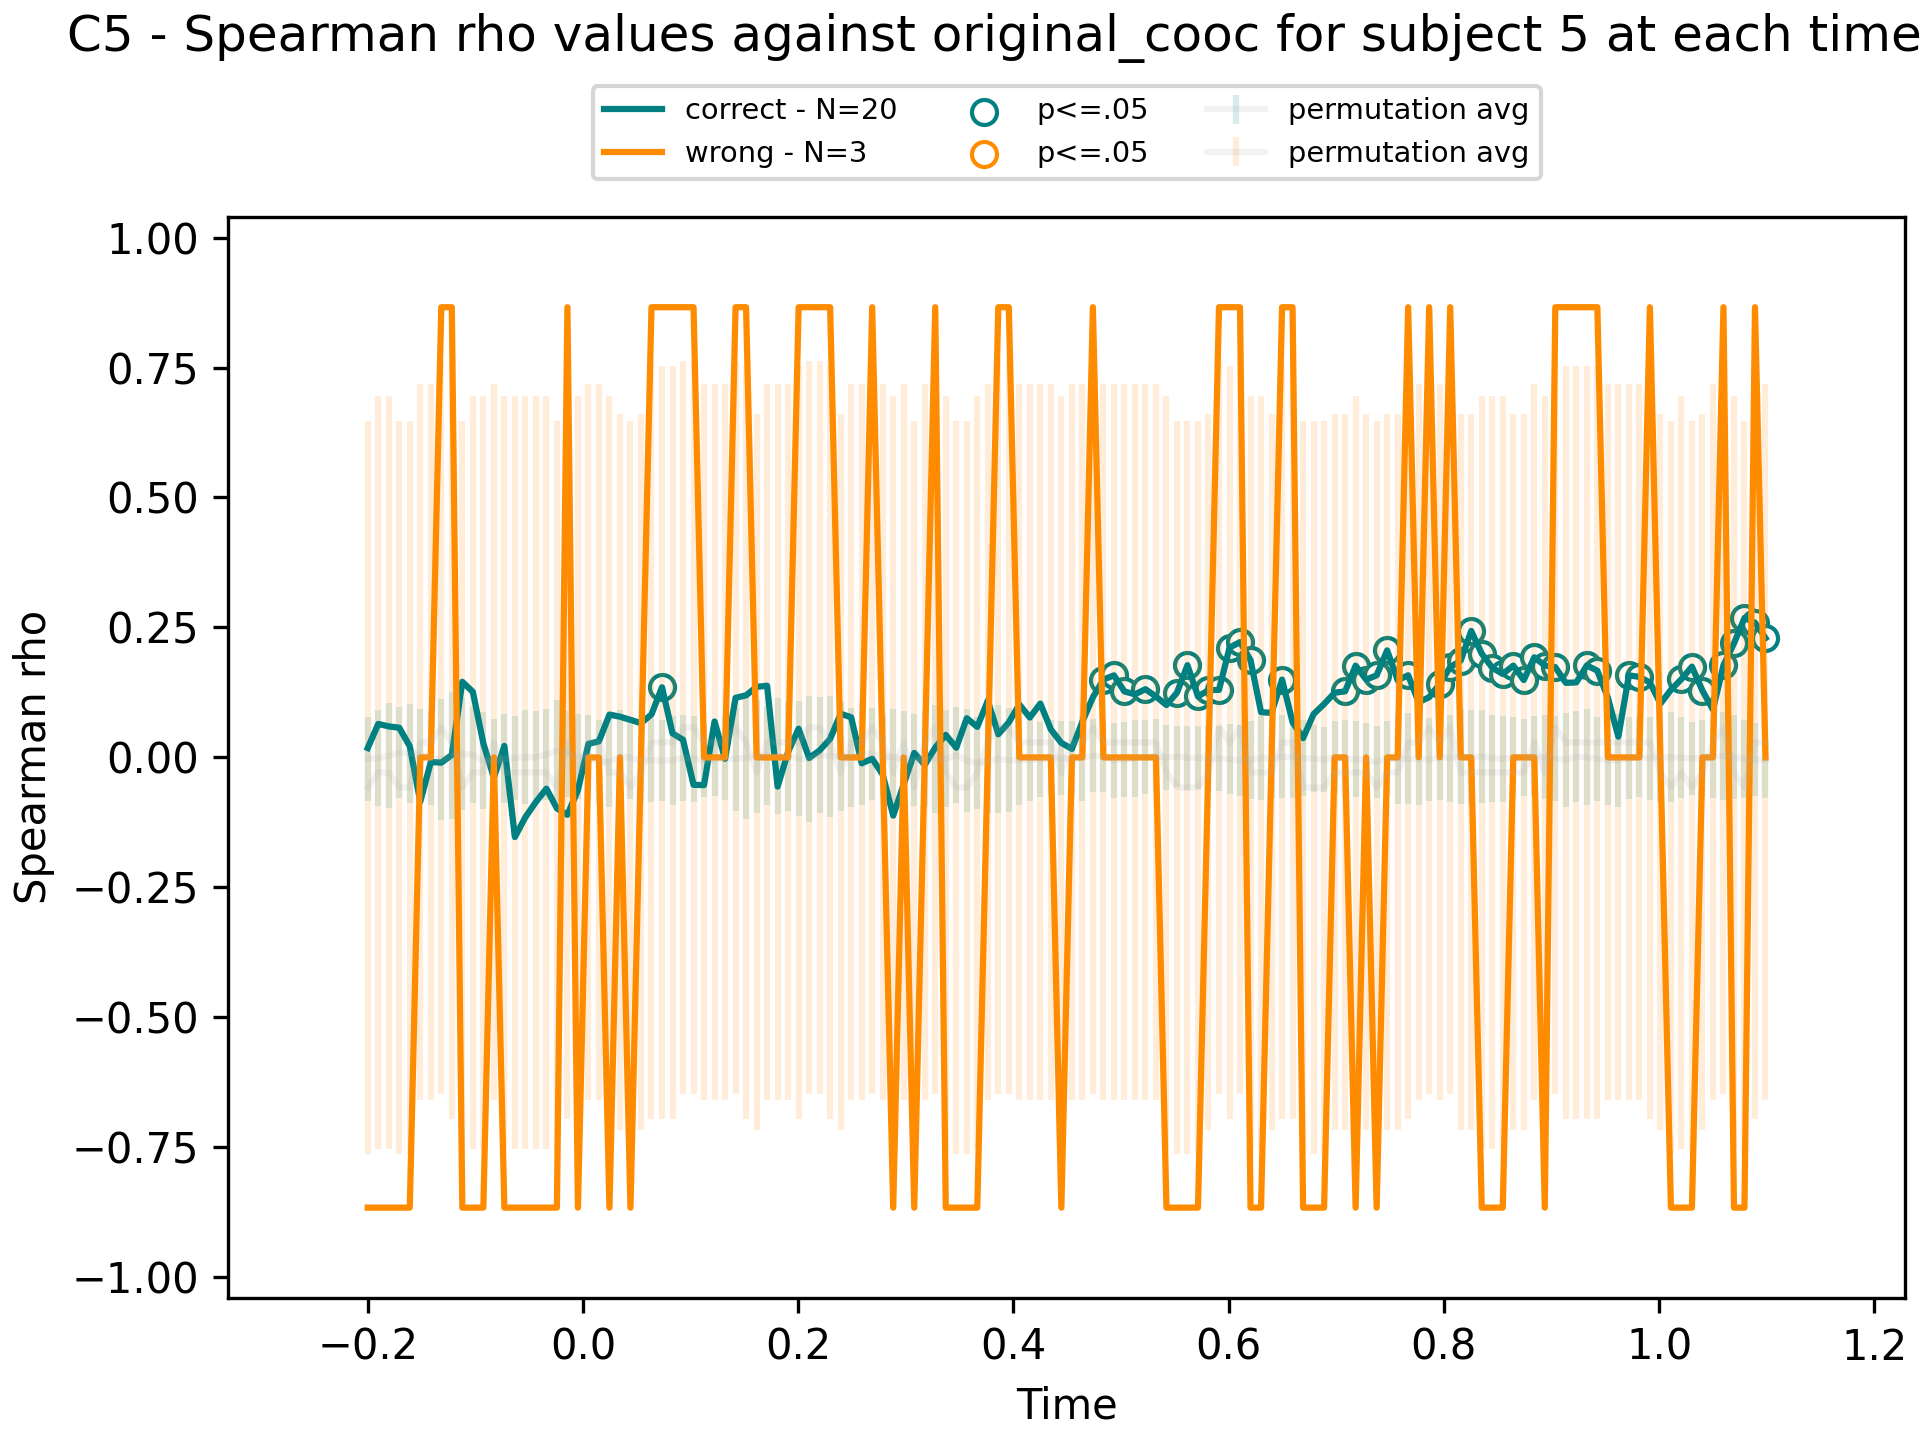 C5 - Spearman rho values against original_cooc for subject 5 at each time
correct - N=20
wrong - N=3
p<=.05
p<=.05
permutation avg
permutation avg
1.00
0.75
0.50
0.25
0.00
−0.25
−0.50
−0.75
−1.00
Spearman rho
−0.2 0.0 0.2 0.4 0.6 0.8 1.0 1.2
Time